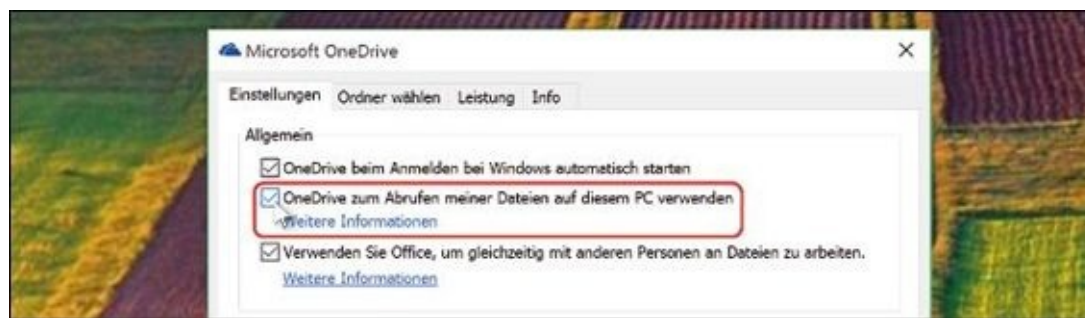 Microsoft OneDrive
Einstellungen Ordner wählen Leistung Info
Allgemein
OneDrive beim Anmelden bei Windows automatisch starten
OneDrive zum Abrufen meiner Dateien auf diesem PC verwenden
Weitere Informationen
Verwenden Sie Office, um gleichzeitig mit anderen Personen an Dateien zu arbeiten.
Weitere Informationen